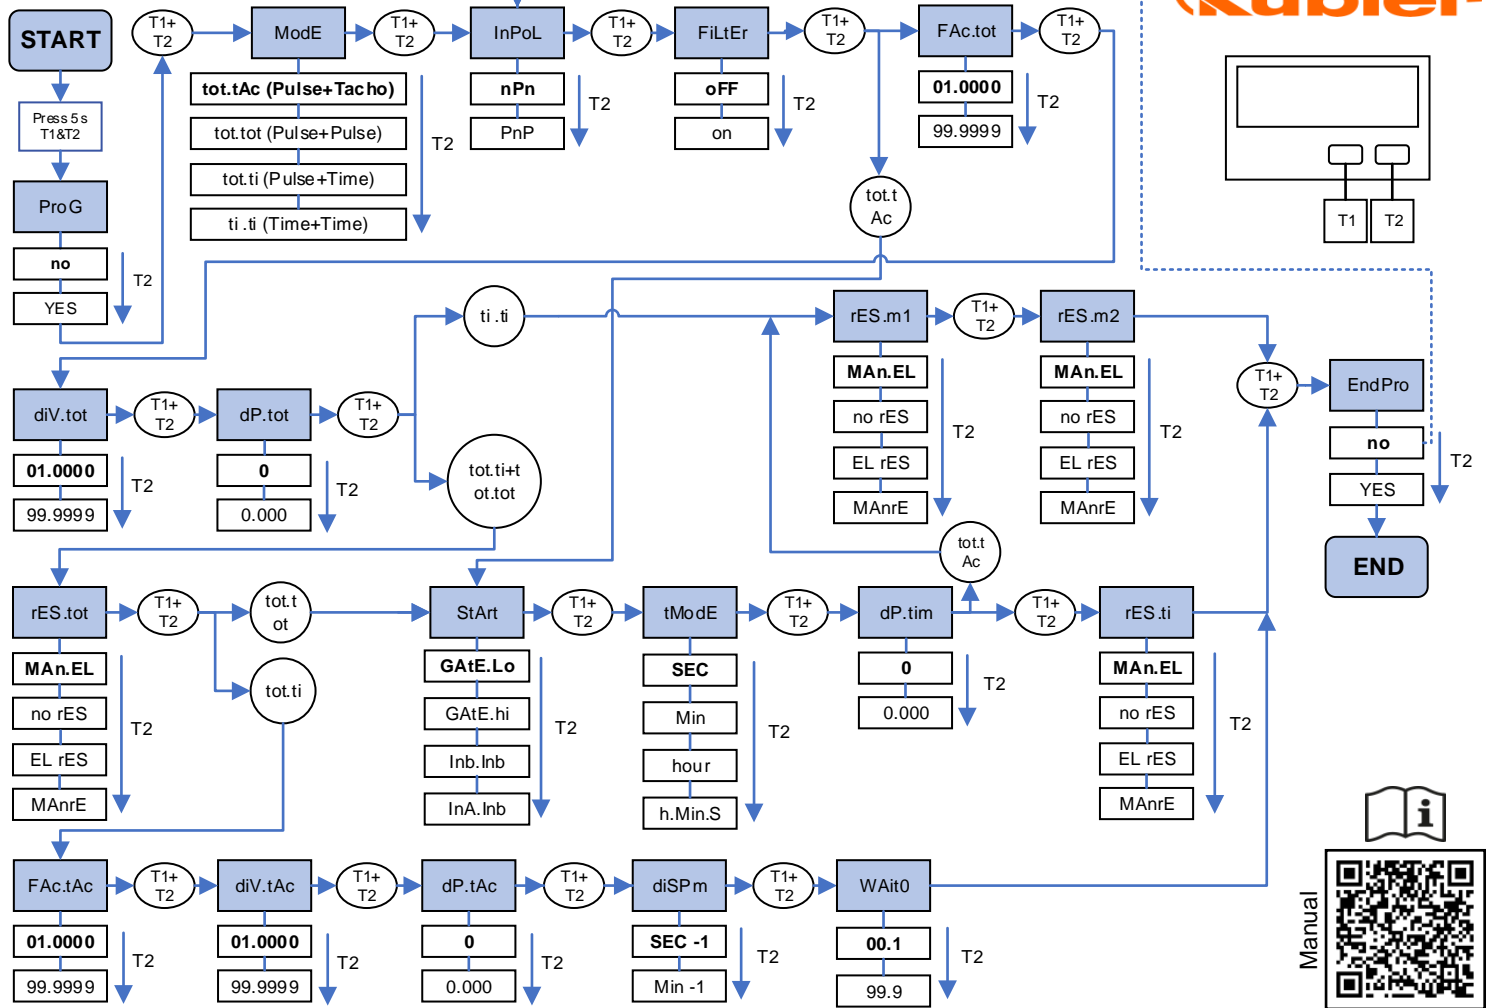 START
Press 5 s
T1&T2
ProG
no
YES
T2
T1+
T2
ModE
tot.tAc (Pulse+Tacho)
tot.tot (Pulse+Pulse)
tot.ti (Pulse+Time)
ti.ti (Time+Time)
T2
T1+
T2
InPoL
nPn
PnP
T2
T1+
T2
FiLtEr
oFF
on
T2
T1+
T2
FAc.tot
01.0000
99.9999
T2
T1+
T2
tot.t
Ac
T1
T2
diV.tot
01.0000
99.9999
T2
T1+
T2
dP.tot
0
0.000
T2
T1+
T2
ti.ti
tot.ti+t
ot.tot
rES.m1
MAn.EL
no rES
EL rES
MAnrE
T2
T1+
T2
rES.m2
MAn.EL
no rES
EL rES
MAnrE
T2
T1+
T2
EndPro
no
YES
T2
END
rES.tot
MAn.EL
no rES
EL rES
MAnrE
T2
T1+
T2
tot.t
ot
tot.ti
StArt
GAtE.Lo
GAtE.hi
Inb.Inb
InA.Inb
T2
T1+
T2
tModE
SEC
Min
hour
h.Min.S
T2
T1+
T2
dP.tim
0
0.000
T2
tot.t
Ac
T1+
T2
rES.ti
MAn.EL
no rES
EL rES
MAnrE
T2
FAc.tAc
01.0000
99.9999
T2
T1+
T2
diV.tAc
01.0000
99.9999
T2
T1+
T2
dP.tAc
0
0.000
T2
T1+
T2
diSPm
SEC -1
Min -1
T2
T1+
T2
WAit0
00.1
99.9
T2
i
Manual